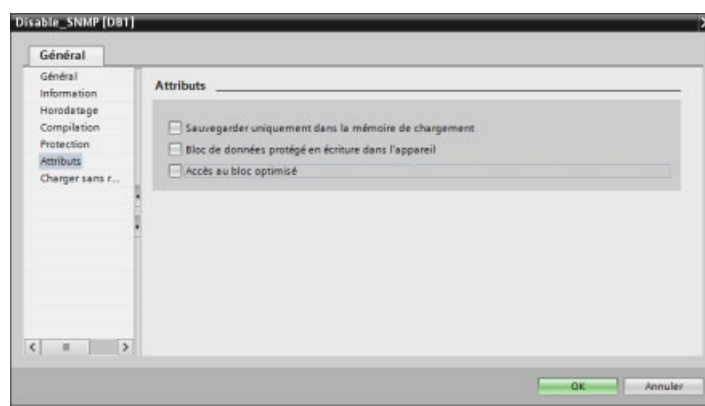 Disable_SNMP [DB1]
Général
Général
Information
Horodatage
Compilation
Protection
Attributs
Charger sans r...
Attributs
Sauvegarder uniquement dans la mémoire de chargement
Bloc de données protégé en écriture dans l'appareil
Accès au bloc optimisé
OK
Annuler